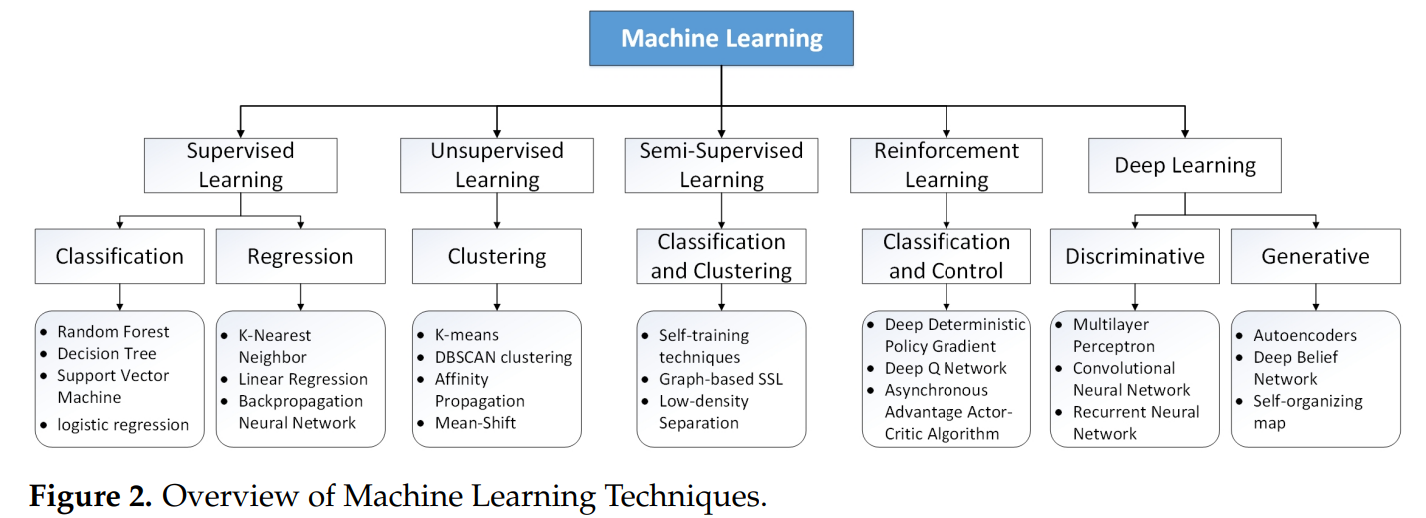 Machine Learning
Supervised
Learning
Unsupervised
Learning
Semi-Supervised
Learning
Reinforcement
Learning
Deep Learning
Classification
Regression
Clustering
Classification
and Clustering
Classification
and Control
Discriminative
Generative
• Random Forest
• Decision Tree
• Support Vector
Machine
• logistic regression
• K-Nearest
Neighbor
• Linear Regression
• Backpropagation
Neural Network
• K-means
• DBSCAN clustering
• Affinity
Propagation
• Mean-Shift
• Self-training
techniques
• Graph-based SSL
• Low-density
Separation
• Deep Deterministic
Policy Gradient
• Deep Q Network
• Asynchronous
Advantage Actor-
Critic Algorithm
• Multilayer
Perceptron
• Convolutional
Neural Network
• Recurrent Neural
Network
• Autoencoders
• Deep Belief
Network
• Self-organizing
map
Figure 2. Overview of Machine Learning Techniques.